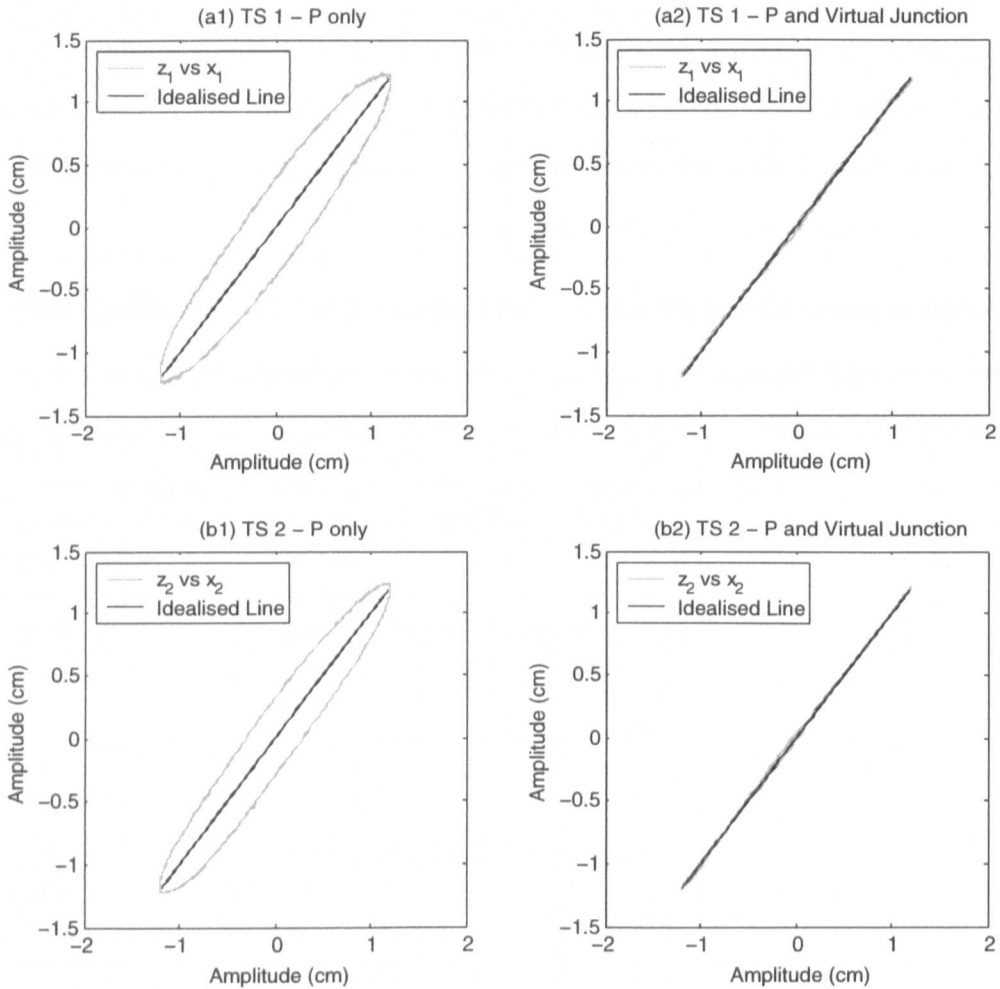 (a1) TS 1 – P only
1.5
1
0.5
0
−0.5
−1
−1.5
−2
−1
0
1
2
Amplitude (cm)
Amplitude (cm)
z1 vs x1
Idealised Line
(a2) TS 1 – P and Virtual Junction
1.5
1
0.5
0
−0.5
−1
−1.5
−2
−1
0
1
2
Amplitude (cm)
Amplitude (cm)
z1 vs x1
Idealised Line
(b1) TS 2 – P only
1.5
1
0.5
0
−0.5
−1
−1.5
−2
−1
0
1
2
Amplitude (cm)
Amplitude (cm)
z2 vs x2
Idealised Line
(b2) TS 2 – P and Virtual Junction
1.5
1
0.5
0
−0.5
−1
−1.5
−2
−1
0
1
2
Amplitude (cm)
Amplitude (cm)
z2 vs x2
Idealised Line